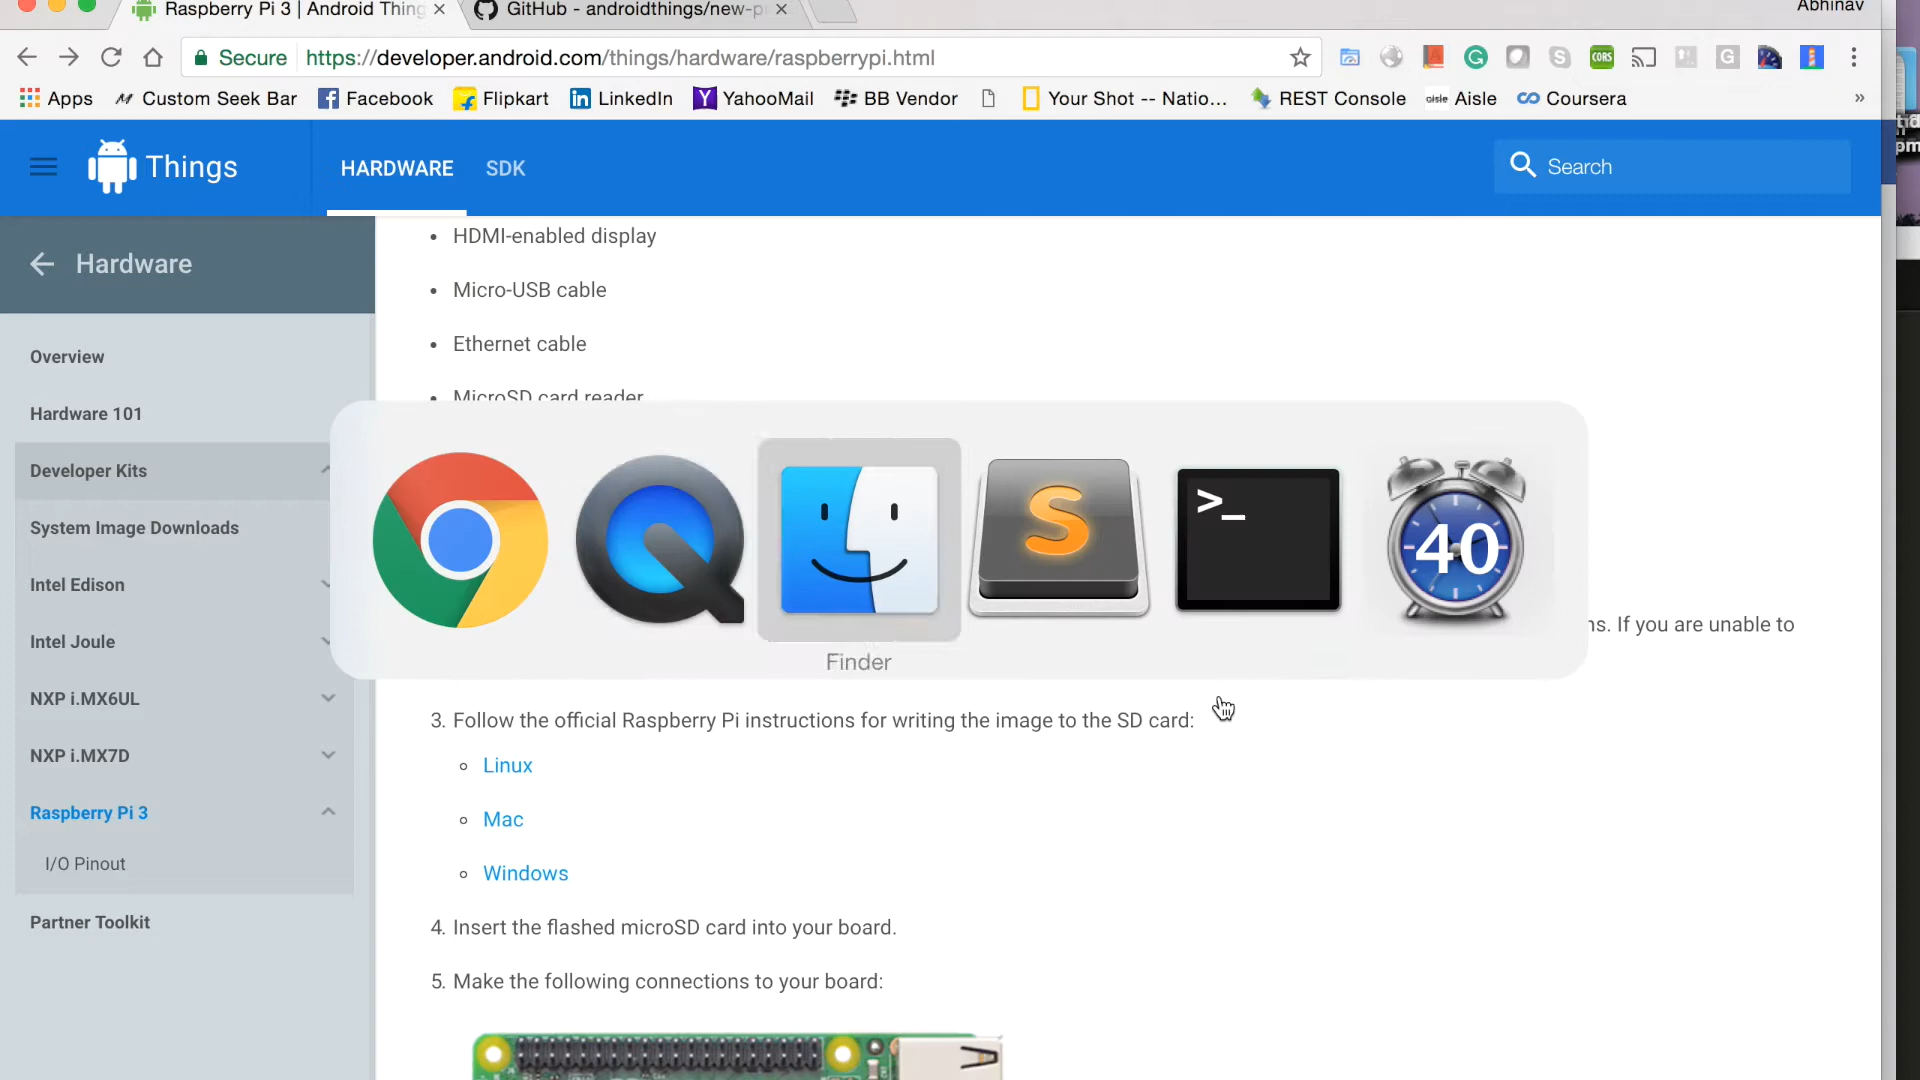 Raspberry Pi 3 | Android Thing
GitHub - androidthings/new-p
Abhinav
Secure
https://developer.android.com/things/hardware/raspberrypi.html
Apps
Custom Seek Bar
Facebook
Flipkart
LinkedIn
YahooMail
BB Vendor
Your Shot -- Natio...
REST Console
aisle Aisle
Coursera
»
Things
HARDWARE
SDK
Search
Hardware
Overview
Hardware 101
Developer Kits
System Image Downloads
Intel Edison
Intel Joule
NXP i.MX6UL
NXP i.MX7D
Raspberry Pi 3
I/O Pinout
Partner Toolkit
• HDMI-enabled display
• Micro-USB cable
• Ethernet cable
• MicroSD card reader
CORS
S
>_
40
Finder
ns. If you are unable to
3. Follow the official Raspberry Pi instructions for writing the image to the SD card:
Linux
Mac
Windows
4. Insert the flashed microSD card into your board.
5. Make the following connections to your board: